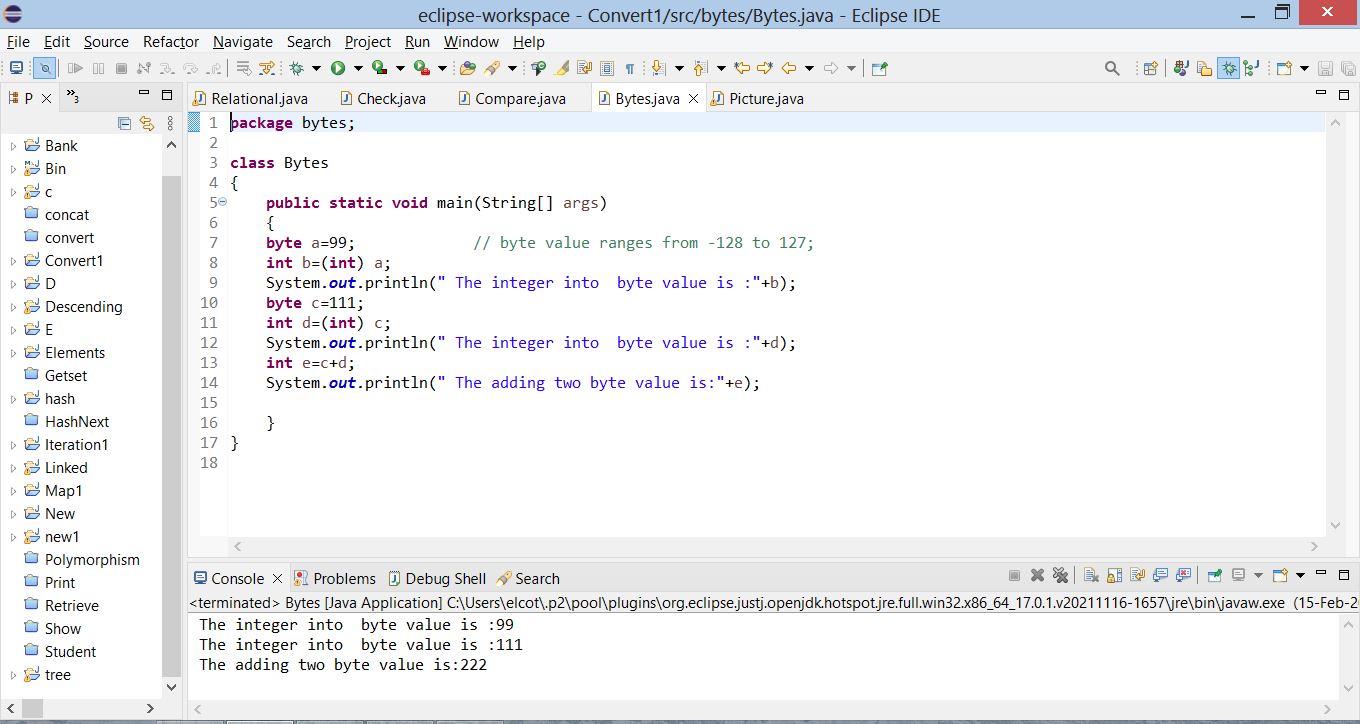 eclipse-workspace - Convert1/src/bytes/Bytes.java - Eclipse IDE
File Edit Source Refactor Navigate Search Project Run Window Help
P 3
Relational.java Check.java Compare.java Bytes.java Picture.java
Bank
Bin
c
concat
convert
Convert1
D
Descending
E
Elements
Getset
hash
HashNext
Iteration1
Linked
Map1
New
new1
Polymorphism
Print
Retrieve
Show
Student
tree
1 package bytes;
2
3 class Bytes
4 {
5 public static void main(String[] args)
6 {
7 byte a=99; // byte value ranges from -128 to 127;
8 int b=(int) a;
9 System.out.println(" The integer into  byte value is :"+b);
10 byte c=111;
11 int d=(int) c;
12 System.out.println(" The integer into  byte value is :"+d);
13 int e=c+d;
14 System.out.println(" The adding two byte value is:"+e);
15
16 }
17 }
18
Console Problems Debug Shell Search
<terminated> Bytes [Java Application] C:\Users\elcot\.p2\pool\plugins\org.eclipse.justj.openjdk.hotspot.jre.full.win32.x86_64_17.0.1.v20211116-1657\jre\bin\javaw.exe (15-Feb-2
The integer into  byte value is :99
The integer into  byte value is :111
The adding two byte value is:222